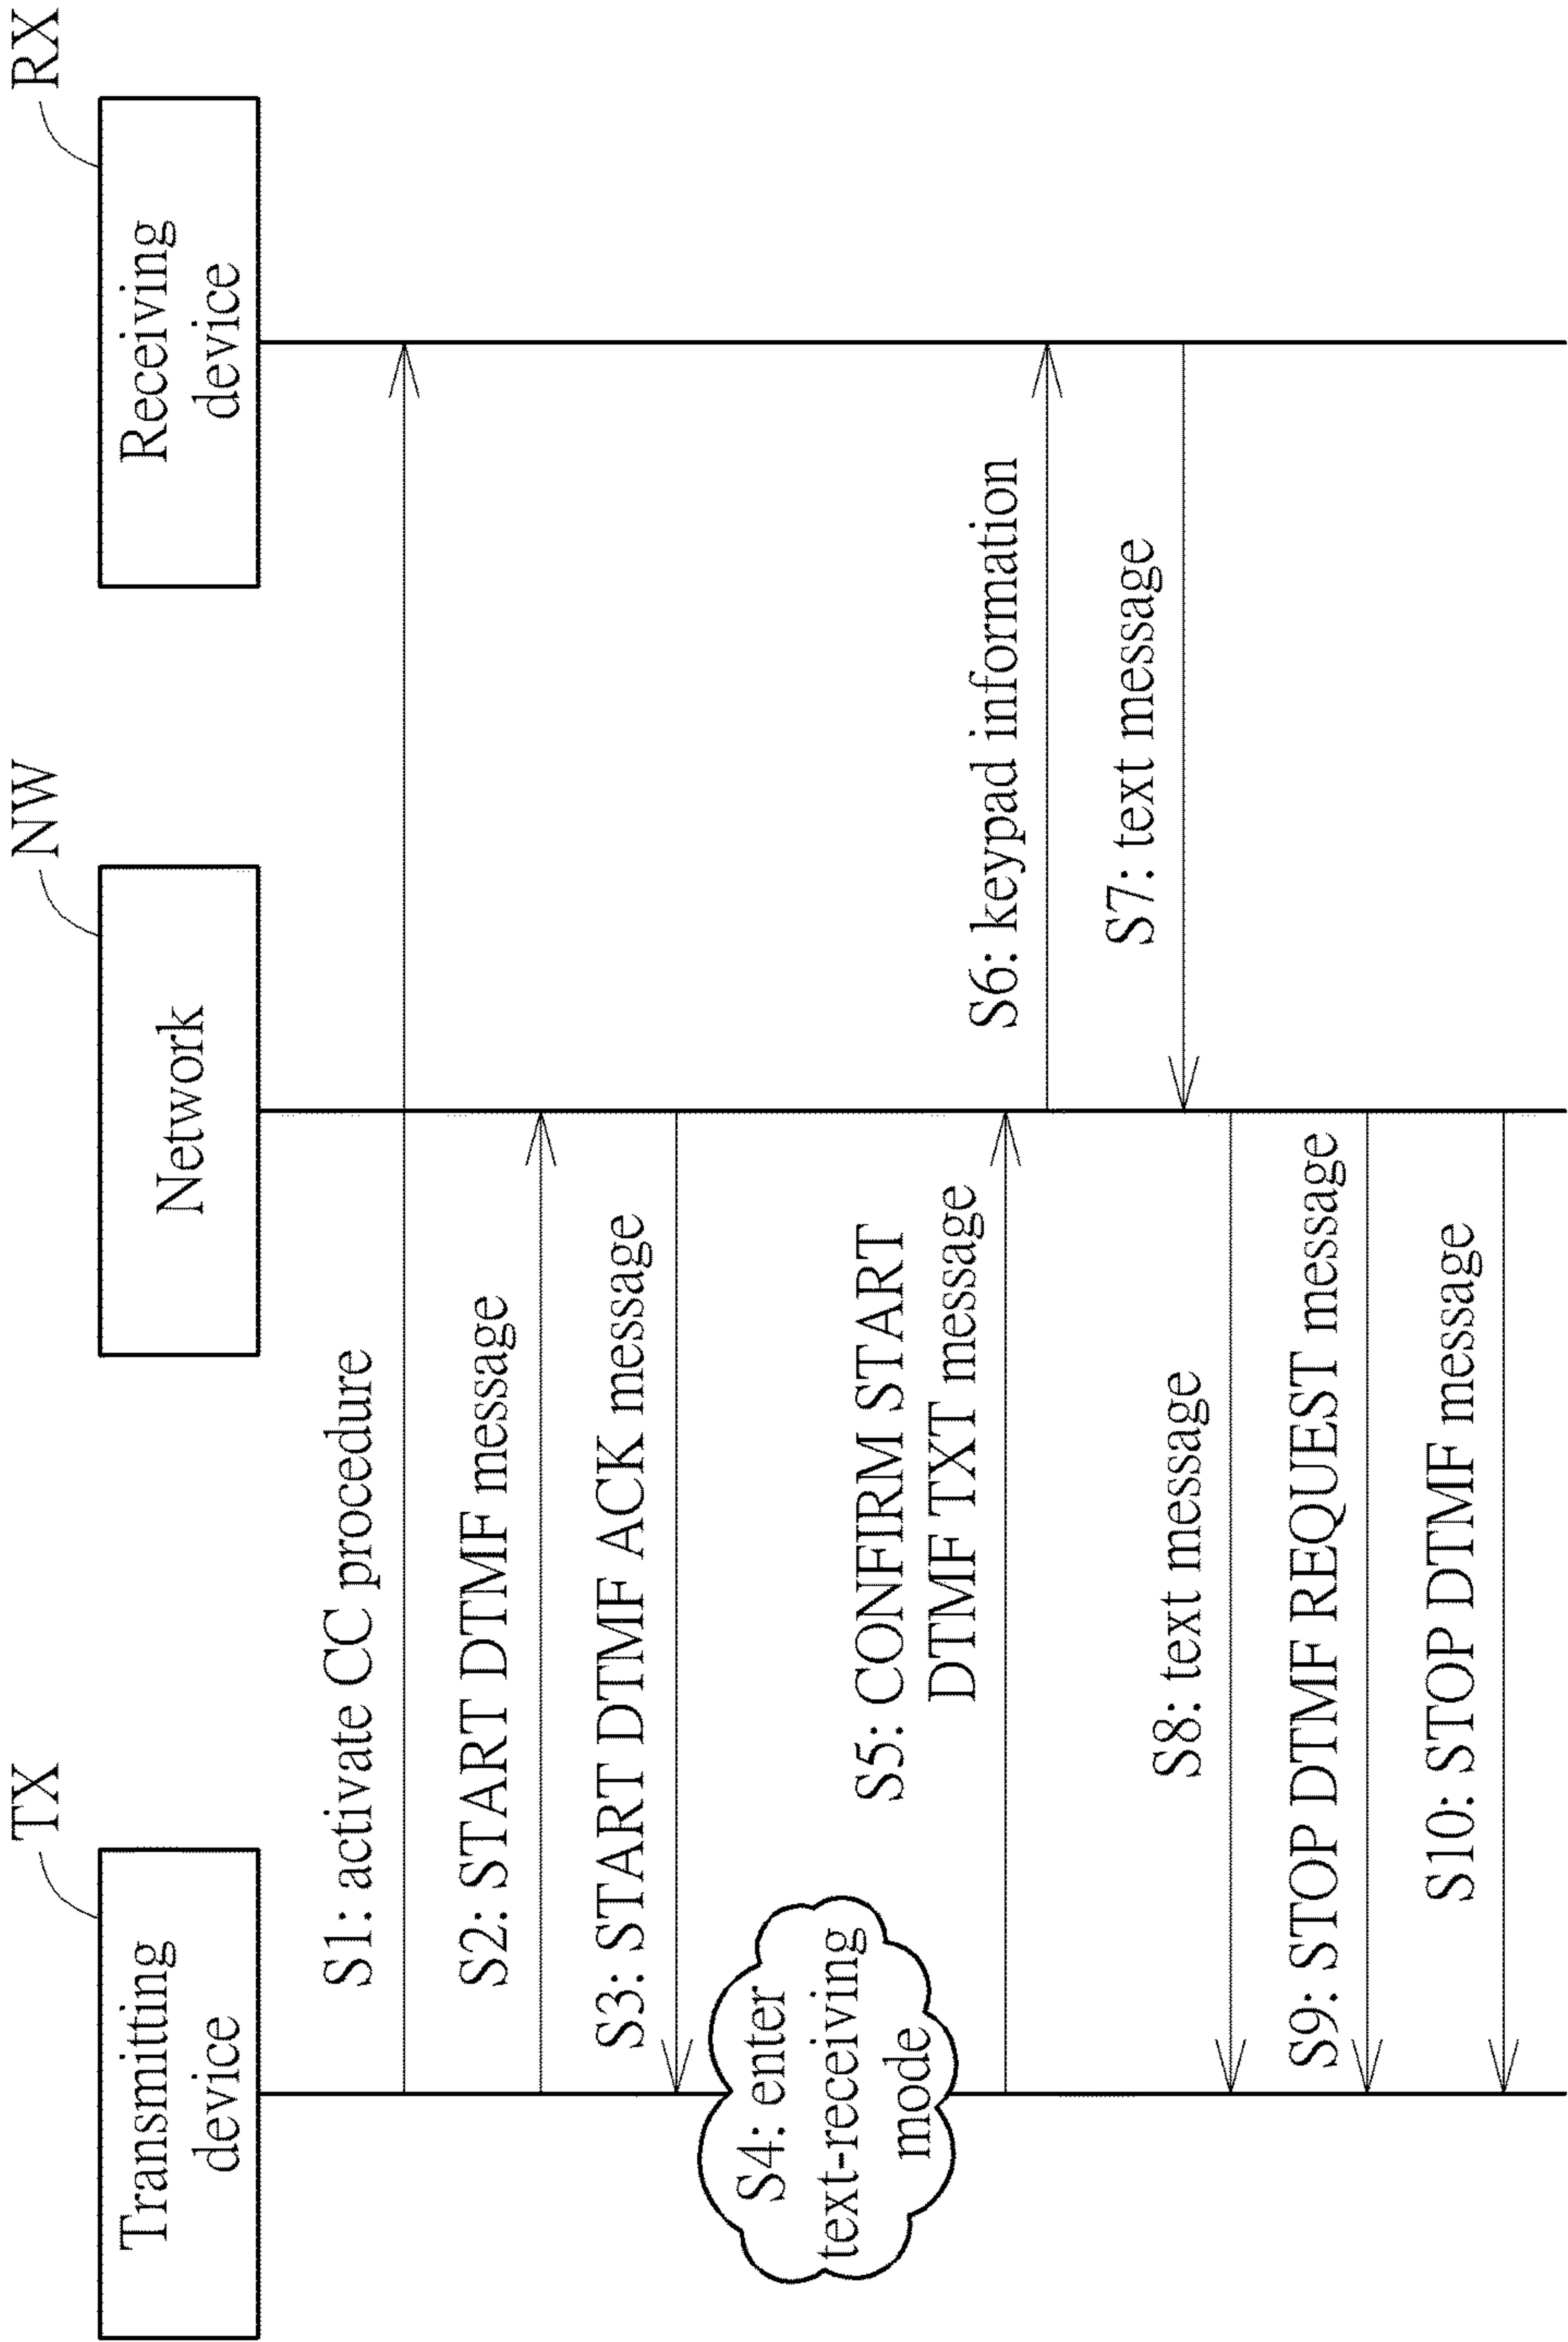 TX
NW
RX
Transmitting
device
Network
Receiving
device
S1: activate CC procedure
S2: START DTMF message
S3: START DTMF ACK message
S4: enter
text-receiving
mode
S5: CONFIRM START
DTMF TXT message
S6: keypad information
S7: text message
S8: text message
S9: STOP DTMF REQUEST message
S10: STOP DTMF message